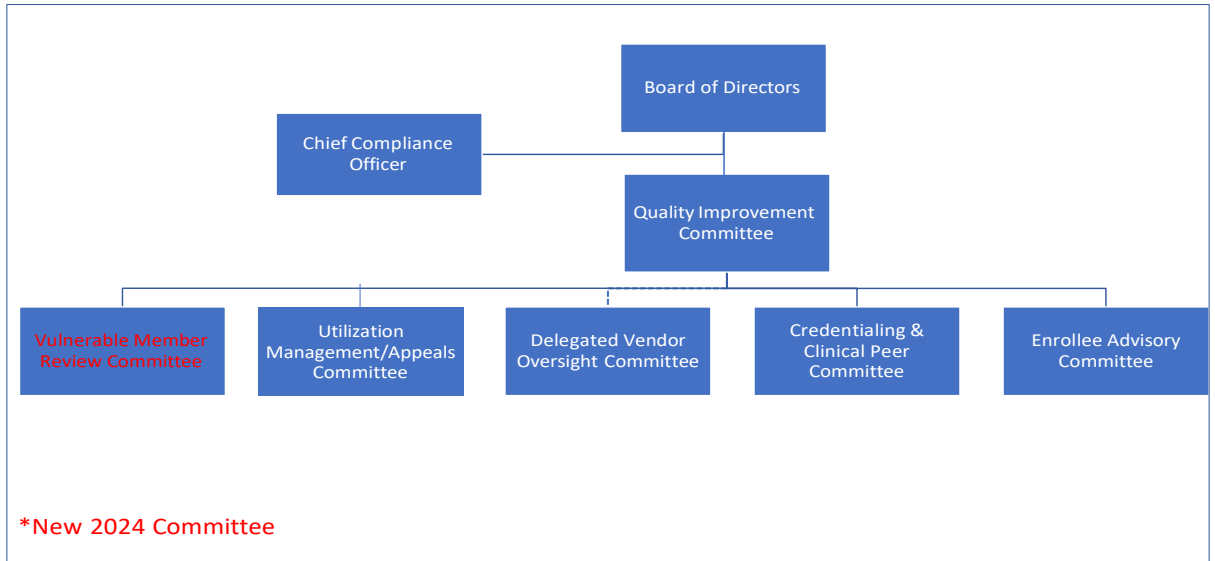 Board of Directors
Chief Compliance
Officer
Quality Improvement
Committee
Vulnerable Member
Review Committee
Utilization
Management/Appeals
Committee
Delegated Vendor
Oversight Committee
Credentialing &
Clinical Peer
Committee
Enrollee Advisory
Committee
*New 2024 Committee